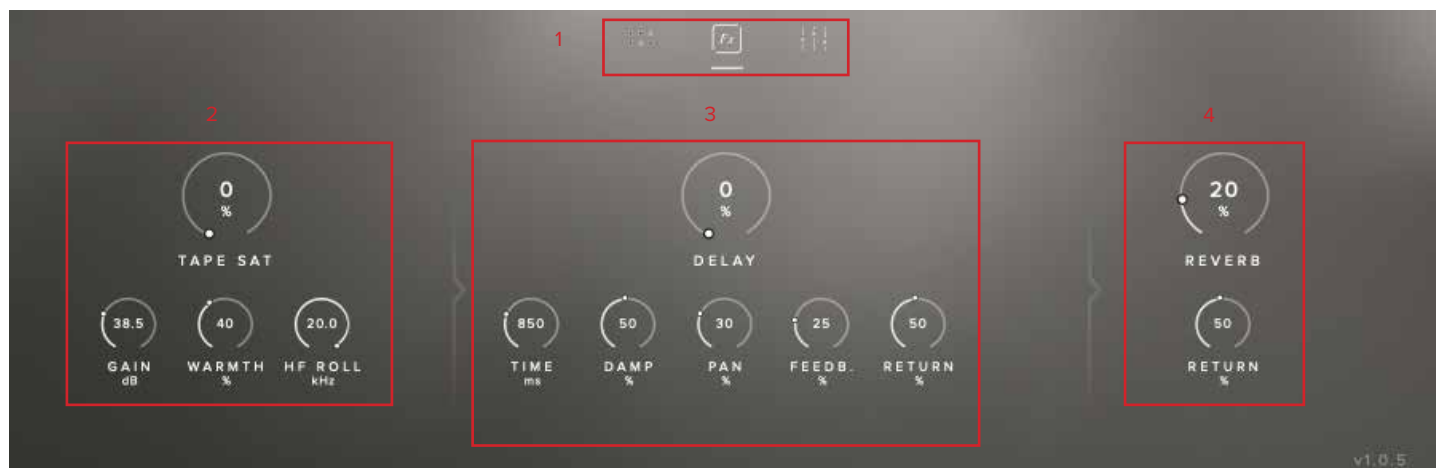 1
Fx
2
3
4
0
%
TAPE SAT
0
%
DELAY
20
%
REVERB
38.5
GAIN
dB
40
WARMTH
%
20.0
HF ROLL
kHz
850
TIME
ms
50
DAMP
%
30
PAN
%
25
FEEDB.
%
50
RETURN
%
50
RETURN
%
v1.0.5